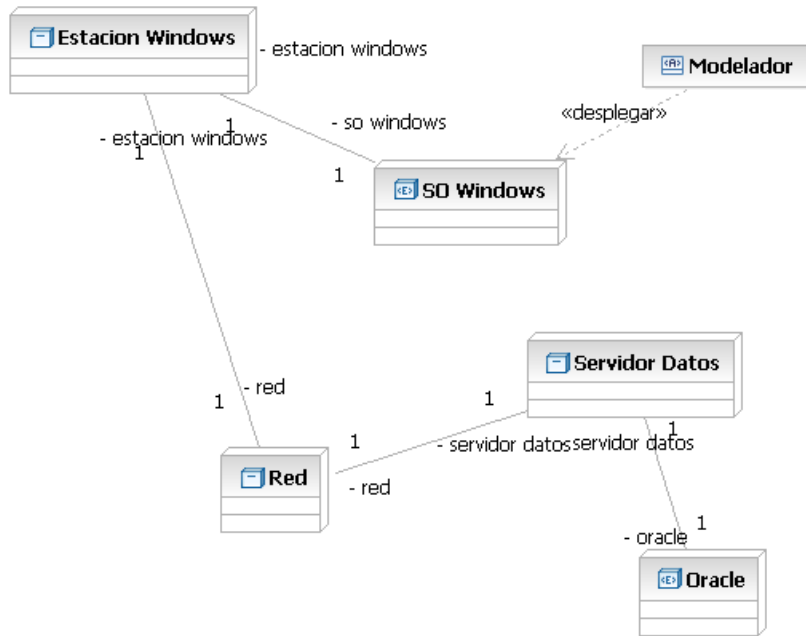 Estacion Windows
- estacion windows
<A> Modelador
«desplegar»
- so windows
1
- estacion windows
1
1
<E> SO Windows
Servidor Datos
- red
1
1
1
1
- servidor datos
servidor datos
Red
- red
1
- oracle
<E> Oracle